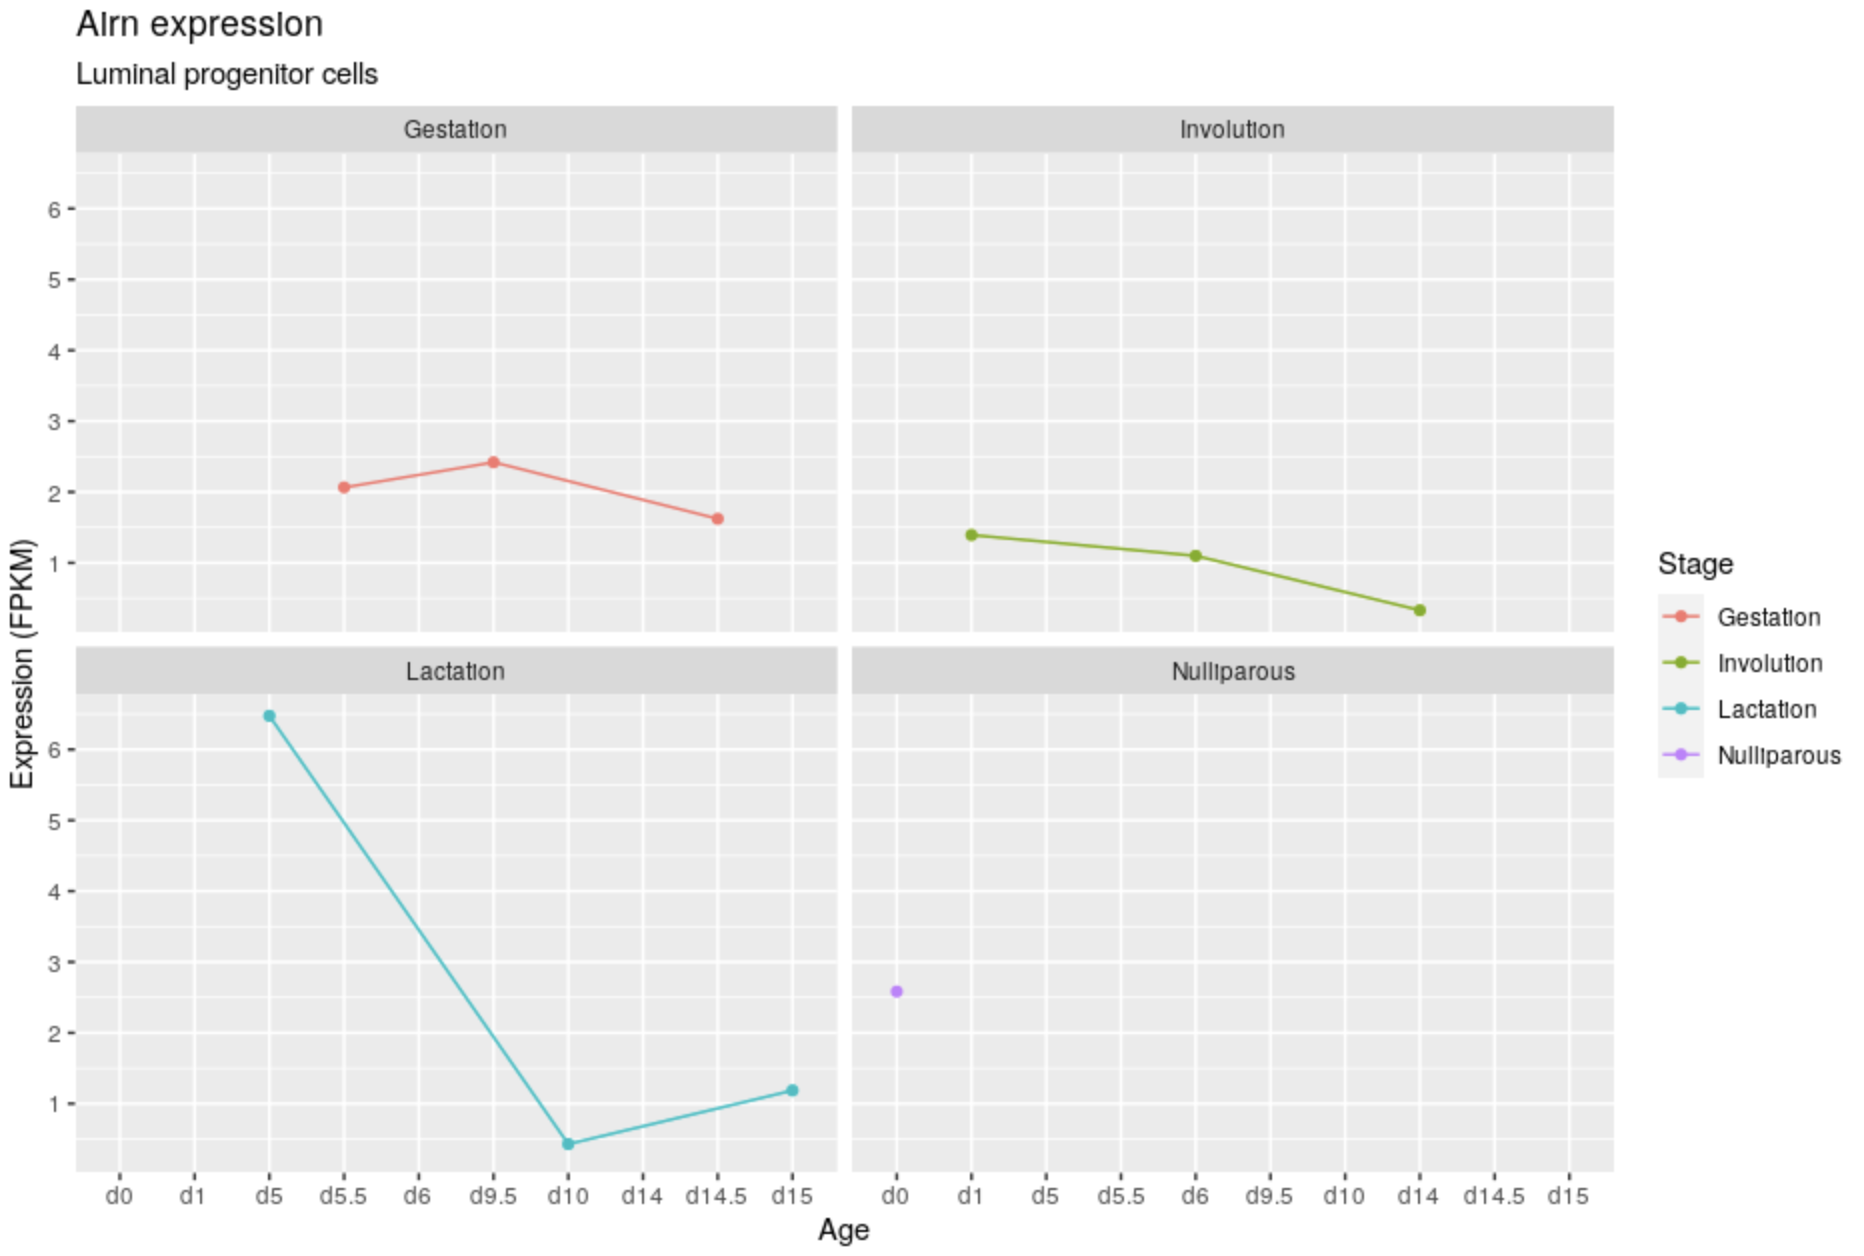 Airn expression
Luminal progenitor cells
Gestation
Involution
6
5
4
3
2
1
Lactation
Nulliparous
6
5
4
3
2
1
Expression (FPKM)
d0 d1 d5 d5.5 d6 d9.5 d10 d14 d14.5 d15
d0 d1 d5 d5.5 d6 d9.5 d10 d14 d14.5 d15
Age
Stage
Gestation
Involution
Lactation
Nulliparous